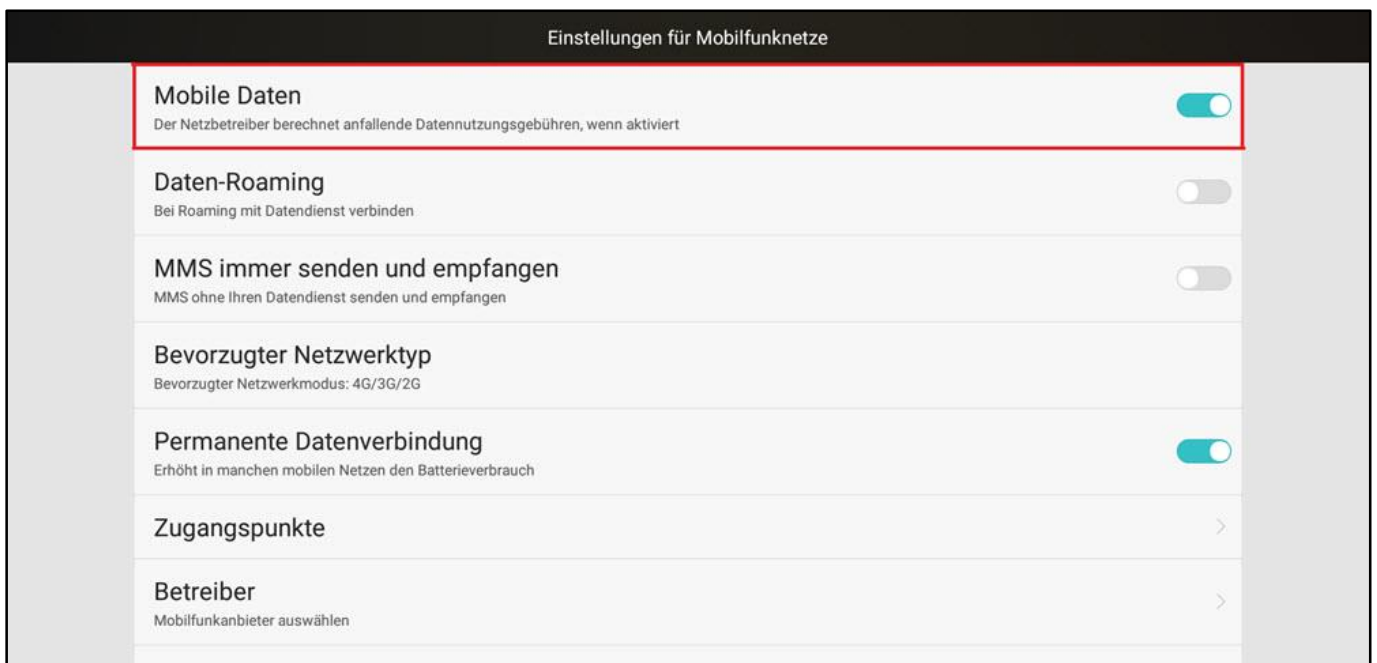 Einstellungen für Mobilfunknetze
Mobile Daten
Der Netzbetreiber berechnet anfallende Datennutzungsgebühren, wenn aktiviert
Daten-Roaming
Bei Roaming mit Datendienst verbinden
MMS immer senden und empfangen
MMS ohne Ihren Datendienst senden und empfangen
Bevorzugter Netzwerktyp
Bevorzugter Netzwerkmodus: 4G/3G/2G
Permanente Datenverbindung
Erhöht in manchen mobilen Netzen den Batterieverbrauch
Zugangspunkte
Betreiber
Mobilfunkanbieter auswählen